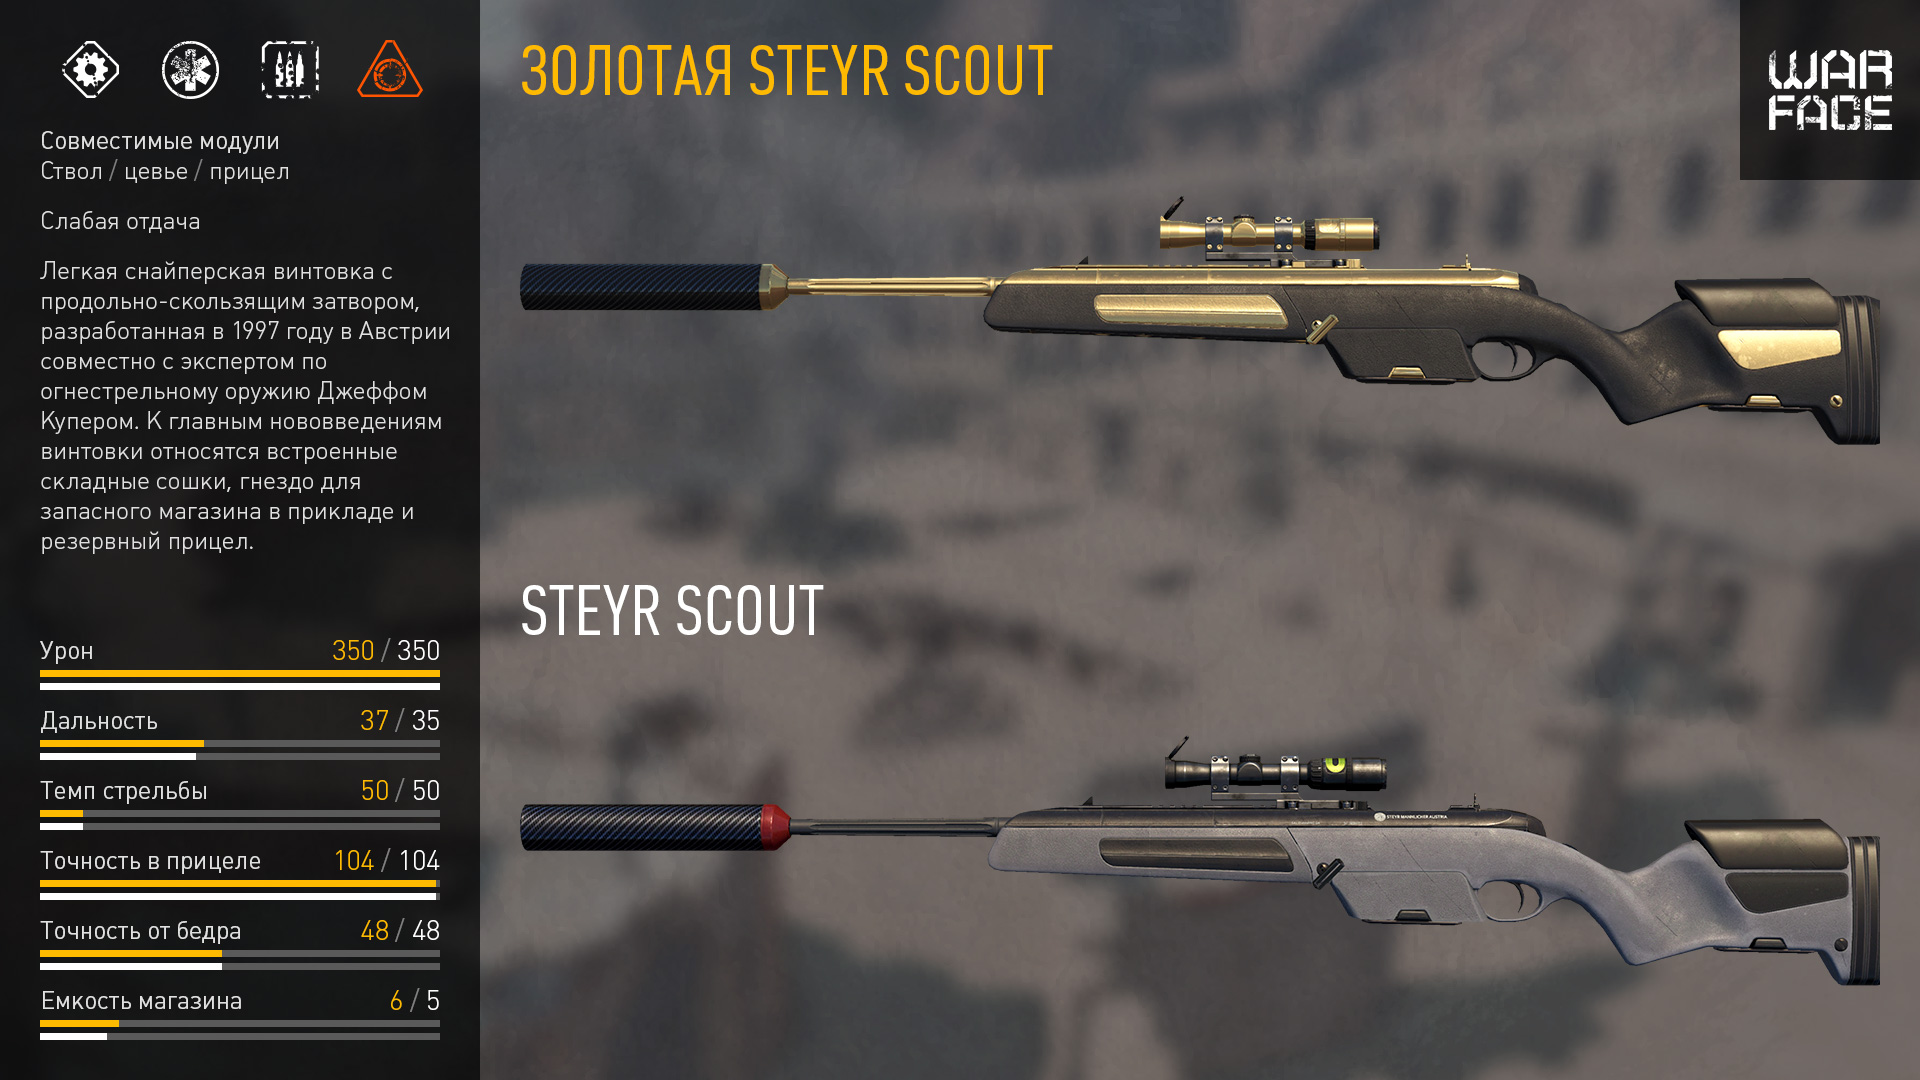 Совместимые модули
Ствол / цевье / прицел
Слабая отдача
Легкая снайперская винтовка с
продольно-скользящим затвором,
разработанная в 1997 году в Австрии
совместно с экспертом по
огнестрельному оружию Джеффом
Купером. К главным нововведениям
винтовки относятся встроенные
складные сошки, гнездо для
запасного магазина в прикладе и
резервный прицел.
Урон 350 / 350
Дальность 37 / 35
Темп стрельбы 50 / 50
Точность в прицеле 104 / 104
Точность от бедра 48 / 48
Емкость магазина 6 / 5
ЗОЛОТАЯ STEYR SCOUT
STEYR SCOUT
STEYR MANNLICHER AUSTRIA
WAR
FACE